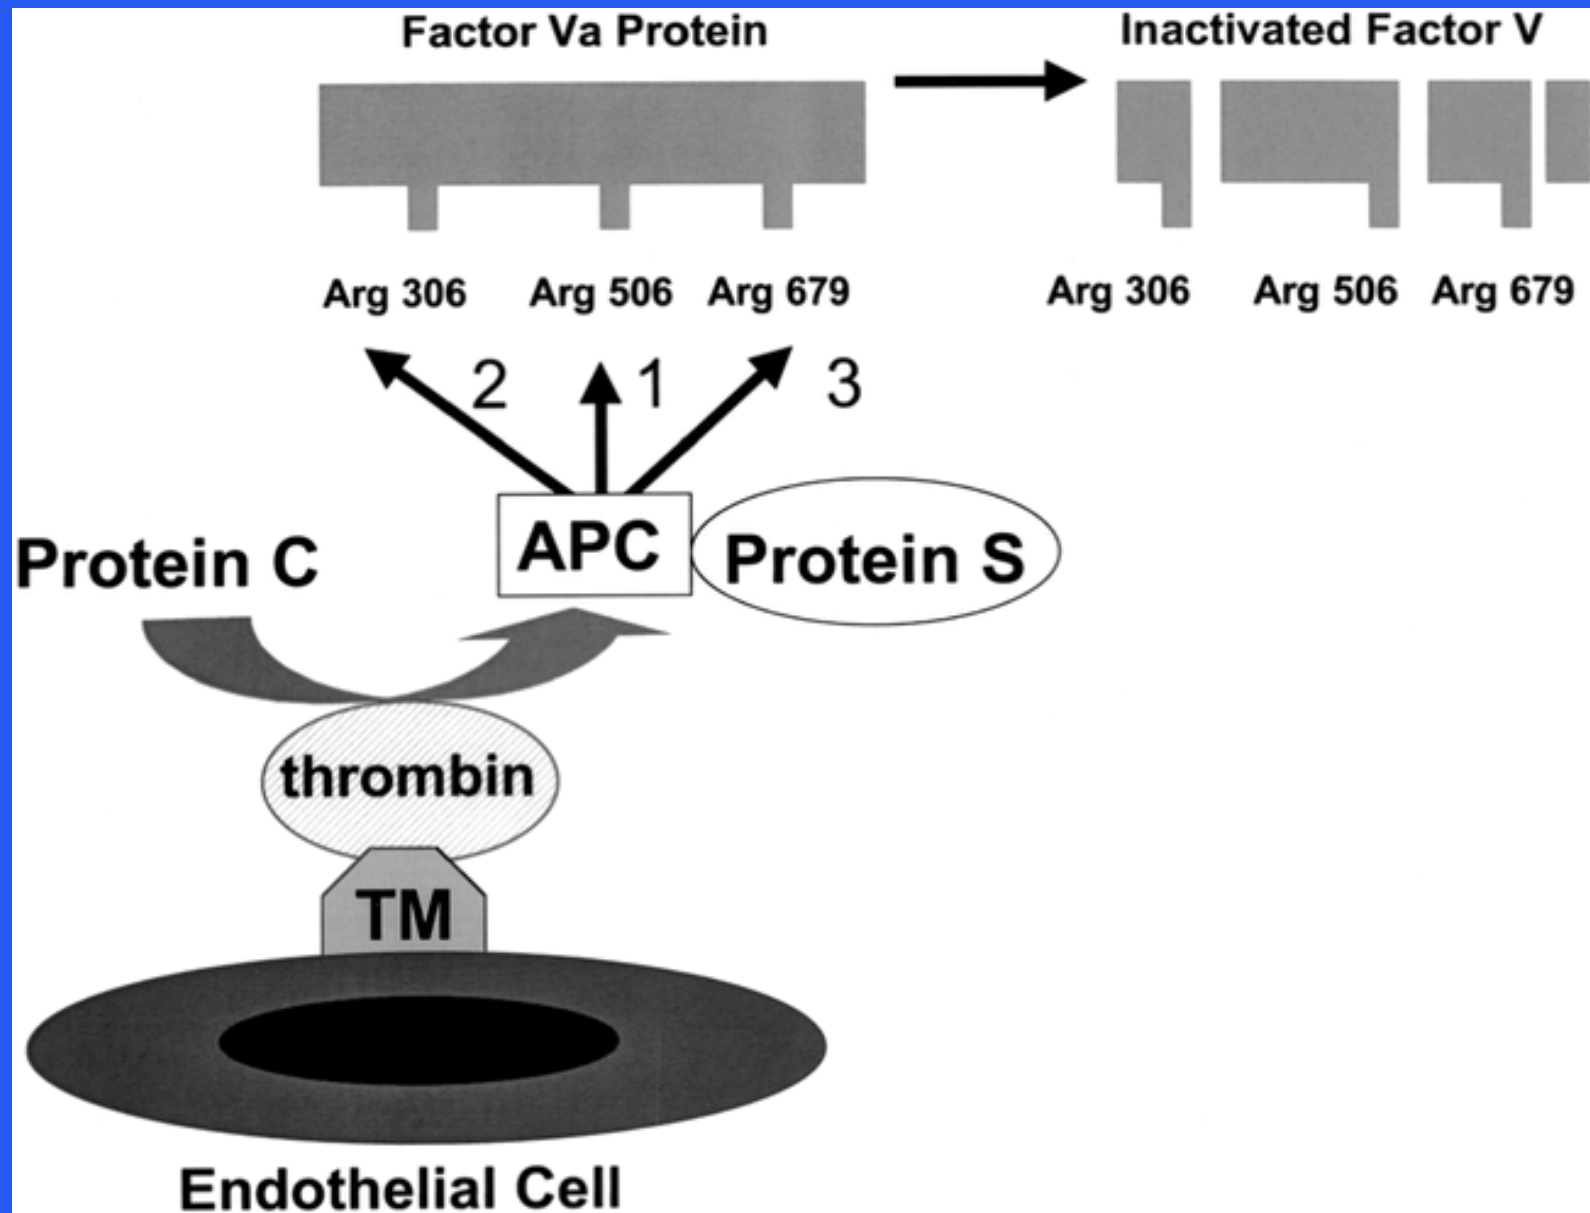 Factor Va Protein
Inactivated Factor V
Arg 306 Arg 506 Arg 679
Arg 306 Arg 506 Arg 679
2 1 3
Protein C
APC
Protein S
thrombin
TM
Endothelial Cell